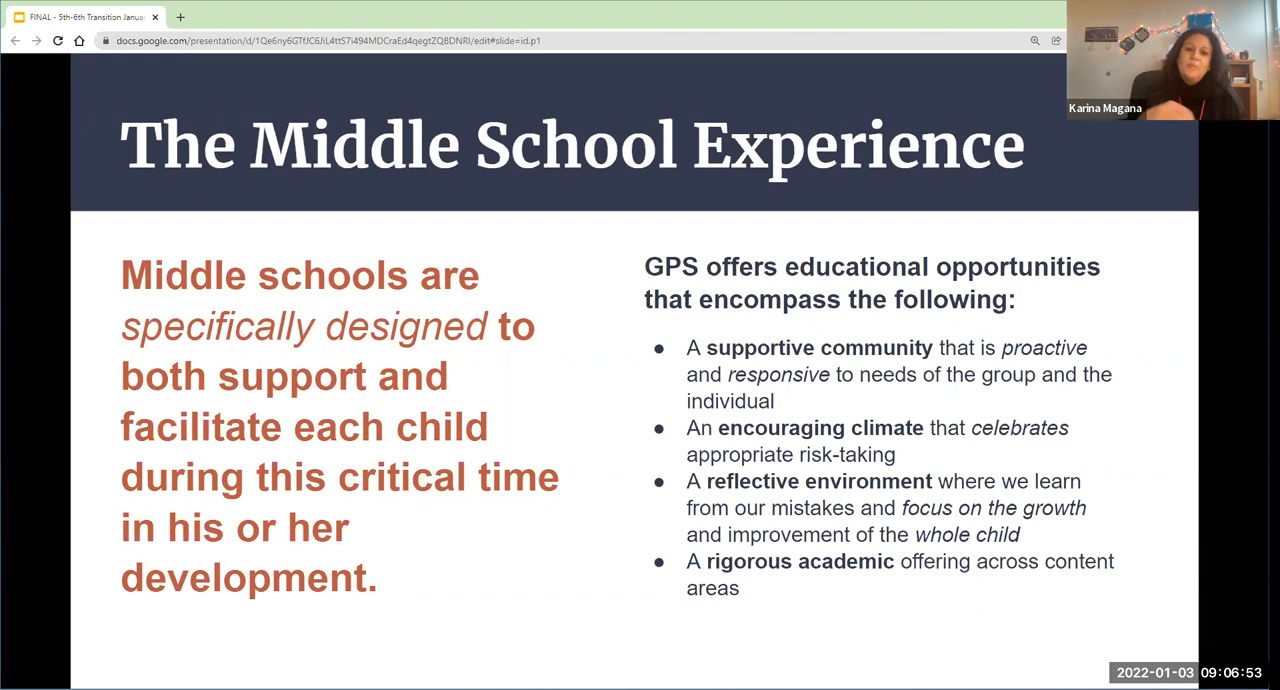 FINAL - 5th-6th Transition Janua
docs.google.com/presentation/d/1Qe6ny6GTfJC6JiL4ttS7i494MDCraEd4qegtZQBDNRI/edit#slide=id.p1
Karina Magana
The Middle School Experience
Middle schools are
specifically designed to
both support and
facilitate each child
during this critical time
in his or her
development.
GPS offers educational opportunities
that encompass the following:
● A supportive community that is proactive
and responsive to needs of the group and the
individual
● An encouraging climate that celebrates
appropriate risk-taking
● A reflective environment where we learn
from our mistakes and focus on the growth
and improvement of the whole child
● A rigorous academic offering across content
areas
2022-01-03 09:06:53